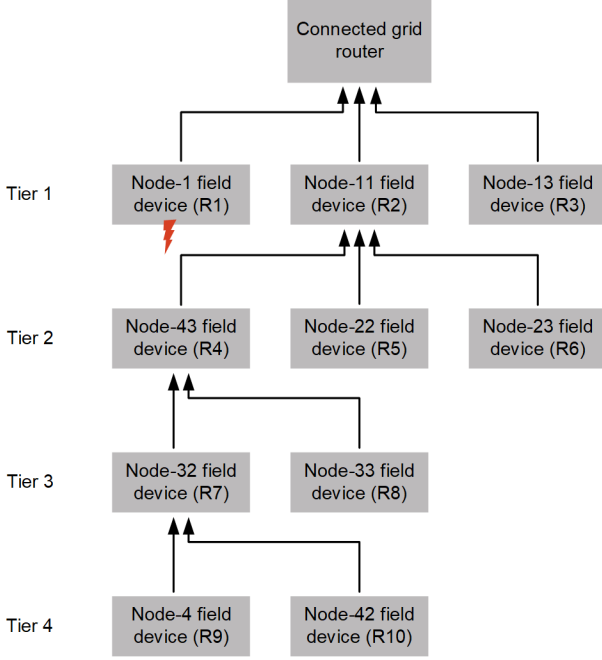 Connected grid
router
Tier 1
Node-1 field
device (R1)
Node-11 field
device (R2)
Node-13 field
device (R3)
Tier 2
Node-43 field
device (R4)
Node-22 field
device (R5)
Node-23 field
device (R6)
Tier 3
Node-32 field
device (R7)
Node-33 field
device (R8)
Tier 4
Node-4 field
device (R9)
Node-42 field
device (R10)